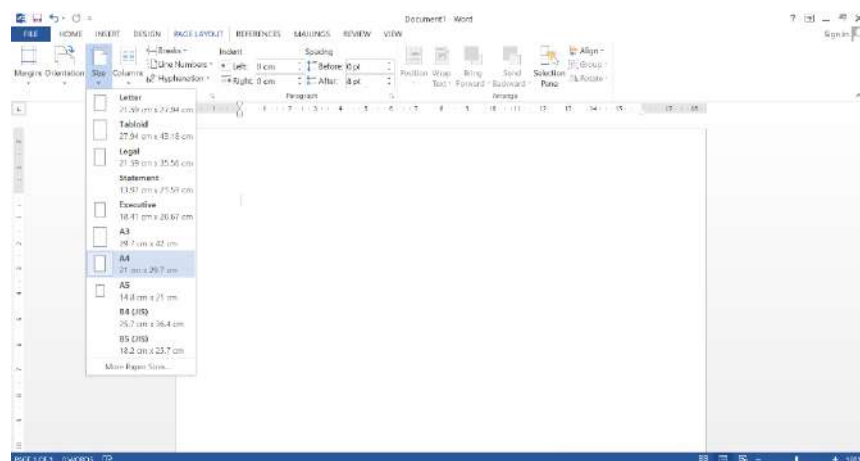 Document1 - Word
Sign in
FILE HOME INSERT DESIGN PAGE LAYOUT REFERENCES MAILINGS REVIEW VIEW
Margins Orientation Size Columns
Breaks
Line Numbers
Hyphenation
Indent
Left: 0 cm
Right: 0 cm
Spacing
Before: 0 pt
After: 8 pt
Paragraph
Position Wrap Text Bring Forward Send Backward Selection Pane
Align
Group
Rotate
Arrange
Letter
21.59 cm x 27.94 cm
Tabloid
27.94 cm x 43.18 cm
Legal
21.59 cm x 35.56 cm
Statement
Executive
18.41 cm x 26.67 cm
A3
29.7 cm x 42 cm
A4
21 cm x 29.7 cm
A5
14.8 cm x 21 cm
B4 (JIS)
25.7 cm x 36.4 cm
B5 (JIS)
18.2 cm x 25.7 cm
More Paper Sizes...
PAGE 1 OF 1 0 WORDS